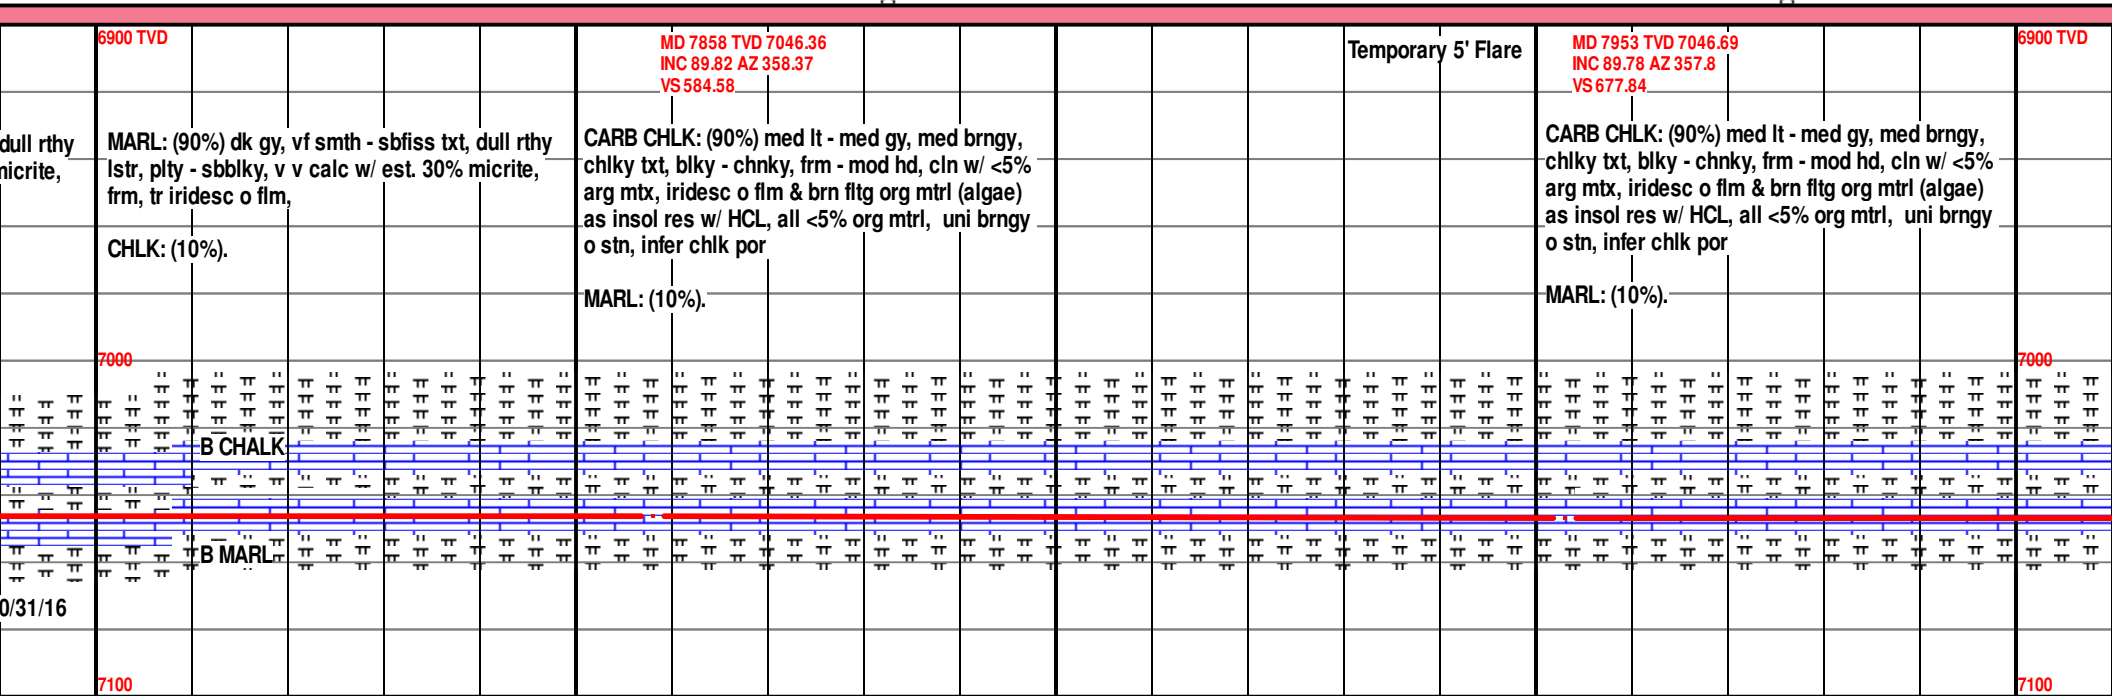 6900 TVD
MD 7858 TVD 7046.36
INC 89.82 AZ 358.37
VS 584.58
Temporary 5' Flare
MD 7953 TVD 7046.69
INC 89.78 AZ 357.8
VS 677.84
6900 TVD
dull rthy
micrite,
MARL: (90%) dk gy, vf smth - sbfiss txt, dull rthy
lstr, plty - sbblky, v v calc w/ est. 30% micrite,
frm, tr iridesc o flm,
CHLK: (10%).
CARB CHLK: (90%) med lt - med gy, med brngy,
chlky txt, blky - chnky, frm - mod hd, cln w/ <5%
arg mtx, iridesc o flm & brn fltg org mtrl (algae)
as insol res w/ HCL, all <5% org mtrl, uni brngy
o stn, infer chlk por
MARL: (10%).
CARB CHLK: (90%) med lt - med gy, med brngy,
chlky txt, blky - chnky, frm - mod hd, cln w/ <5%
arg mtx, iridesc o flm & brn fltg org mtrl (algae)
as insol res w/ HCL, all <5% org mtrl, uni brngy
o stn, infer chlk por
MARL: (10%).
7000
7000
B CHALK
B MARL
0/31/16
7100
7100